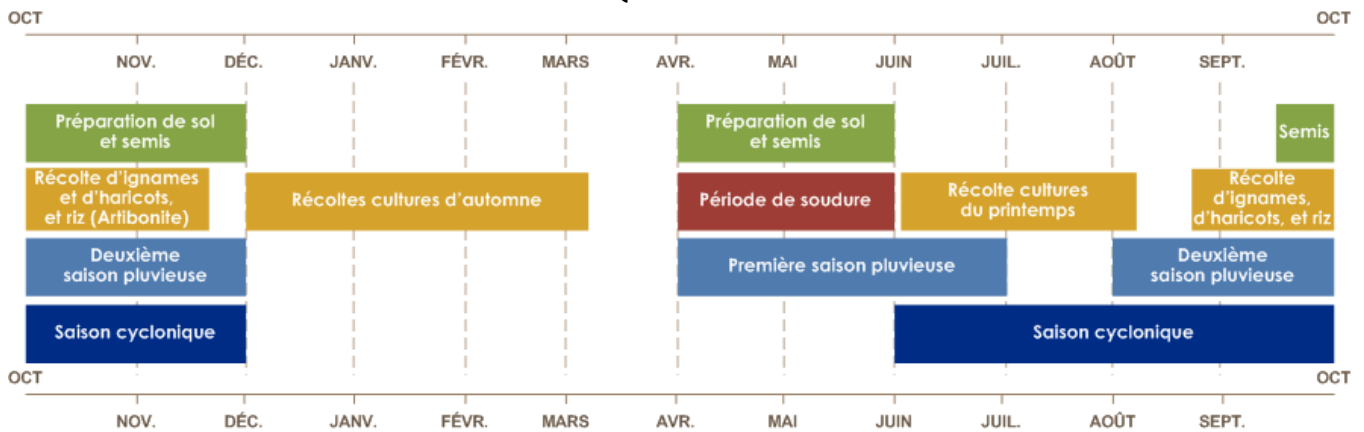 OCT OCT
NOV. DÉC. JANV. FÉVR. MARS AVR. MAI JUIN JUIL. AOÛT SEPT.
Préparation de sol
et semis
Préparation de sol
et semis
Semis
Récolte d'ignames
et d'haricots,
et riz (Artibonite)
Récoltes cultures d'automne
Période de soudure
Récolte cultures
du printemps
Récolte
d'ignames,
d'haricots, et riz
Deuxième
saison pluvieuse
Première saison pluvieuse
Deuxième
saison pluvieuse
Saison cyclonique
Saison cyclonique
OCT OCT
NOV. DÉC. JANV. FÉVR. MARS AVR. MAI JUIN JUIL. AOÛT SEPT.